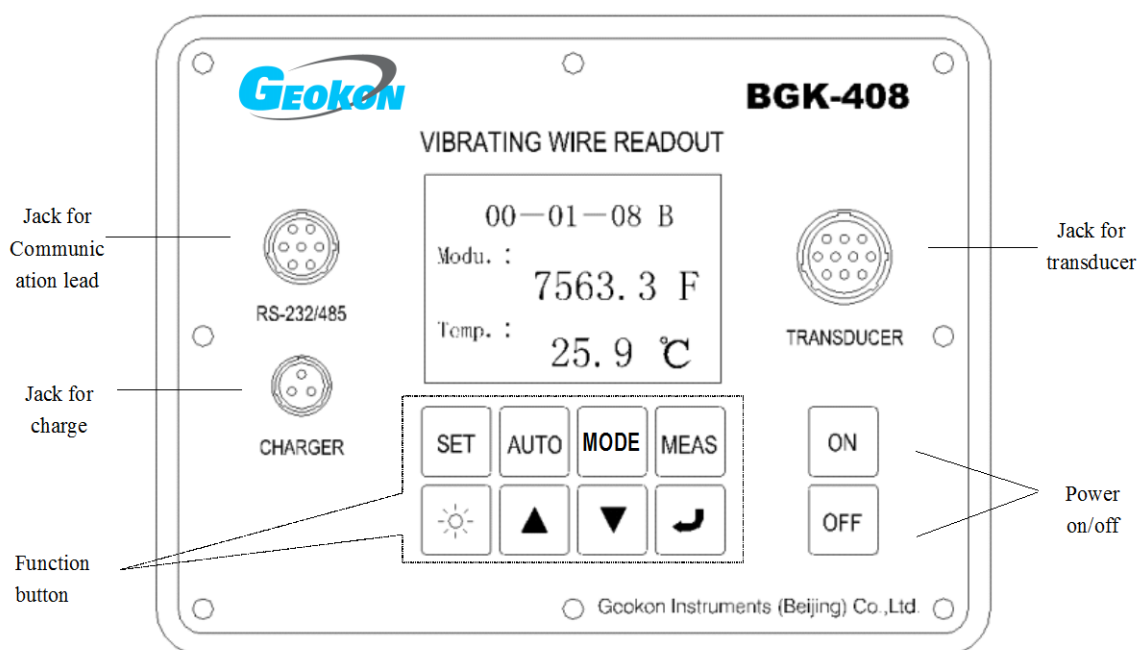 GEOKON
BGK-408
VIBRATING WIRE READOUT
00-01-08 B
Modu. :
7563.3 F
Temp. :
25.9 ℃
Jack for
Communic
ation lead
RS-232/485
Jack for
transducer
TRANSDUCER
Jack for
charge
CHARGER
SET
AUTO
MODE
MEAS
ON
▲
▼
OFF
Power
on/off
Function
button
Geokon Instruments (Beijing) Co.,Ltd.